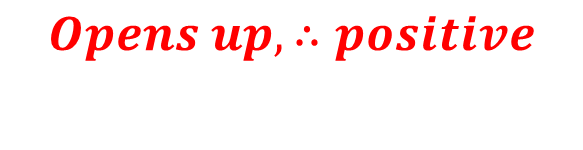 Opens up, ∴ positive